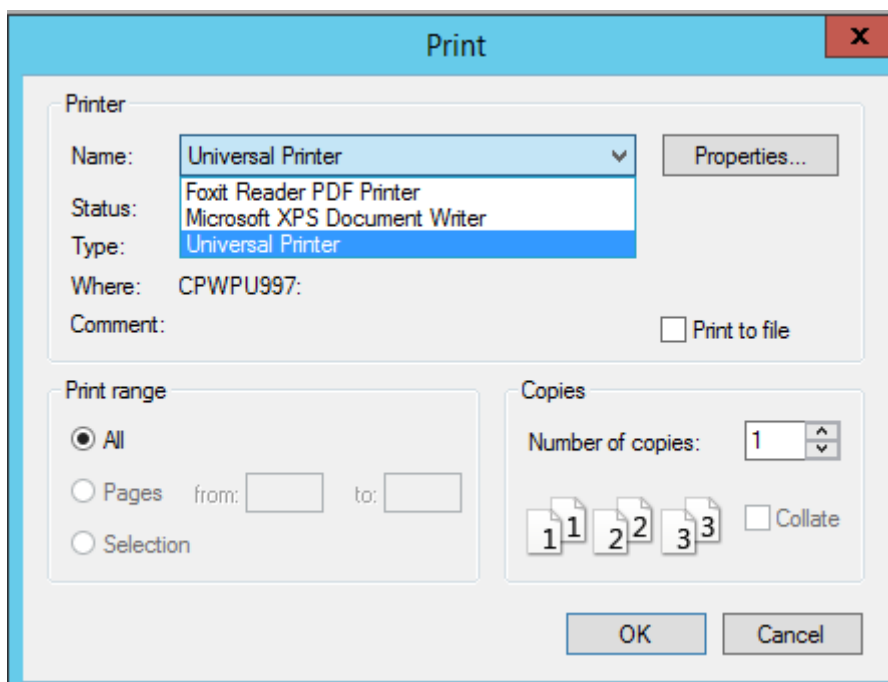 Print
x
Printer
Name: Universal Printer Properties...
Foxit Reader PDF Printer
Status: Microsoft XPS Document Writer
Type: Universal Printer
Where: CPWPU997:
Comment: Print to file
Print range Copies
All Number of copies: 1
Pages from: to:
1 1 2 2 3 3 Collate
Selection
OK Cancel